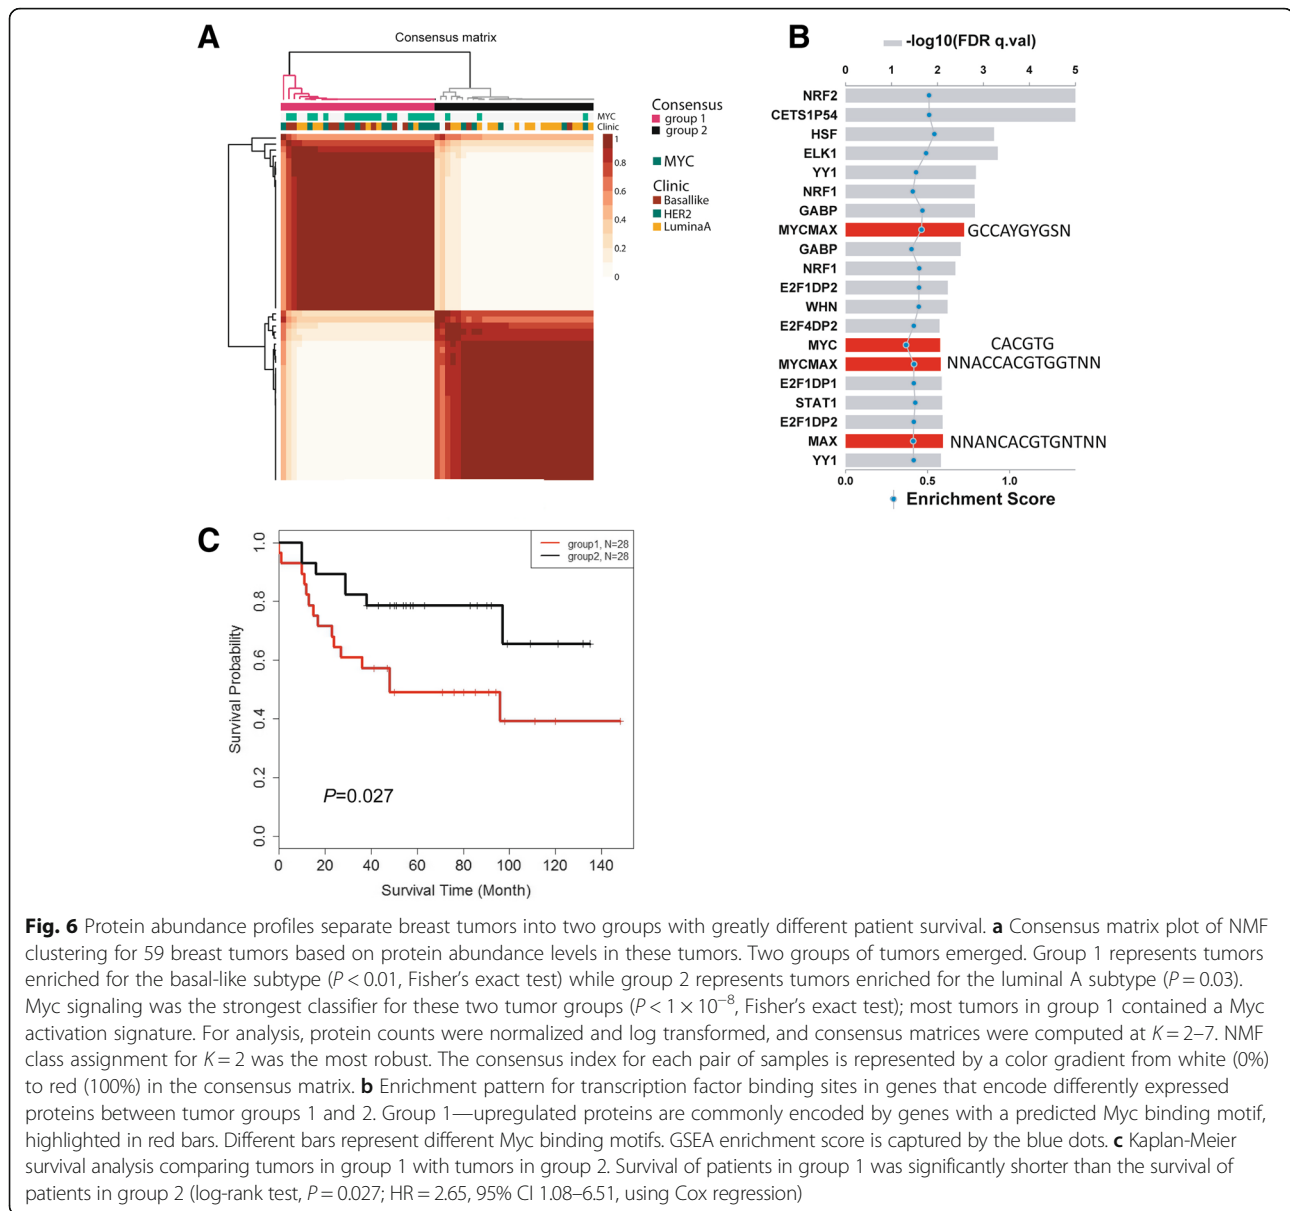 A
Consensus matrix
MYC
Clinic
1
0.8
0.6
0.4
0.2
0
Consensus
group 1
group 2
MYC
Clinic
Basallike
HER2
LuminaA
B
-log10(FDR q.val)
0 1 2 3 4 5
NRF2
CETS1P54
HSF
ELK1
YY1
NRF1
GABP
MYCMAX GCCAYGYGSN
GABP
NRF1
E2F1DP2
WHN
E2F4DP2
MYC CACGTG
MYCMAX NNACCACGTGGTNN
E2F1DP1
STAT1
E2F1DP2
MAX NNANCACGTGNTNN
YY1
0.0 0.5 1.0
Enrichment Score
C
group1, N=28
group2, N=28
Survival Probability
1.0
0.8
0.6
0.4
0.2
0.0
P=0.027
0 20 40 60 80 100 120 140
Survival Time (Month)
Fig. 6 Protein abundance profiles separate breast tumors into two groups with greatly different patient survival. a Consensus matrix plot of NMF
clustering for 59 breast tumors based on protein abundance levels in these tumors. Two groups of tumors emerged. Group 1 represents tumors
enriched for the basal-like subtype (P < 0.01, Fisher's exact test) while group 2 represents tumors enriched for the luminal A subtype (P = 0.03).
Myc signaling was the strongest classifier for these two tumor groups (P < 1 × 10⁻⁸, Fisher's exact test); most tumors in group 1 contained a Myc
activation signature. For analysis, protein counts were normalized and log transformed, and consensus matrices were computed at K = 2–7. NMF
class assignment for K = 2 was the most robust. The consensus index for each pair of samples is represented by a color gradient from white (0%)
to red (100%) in the consensus matrix. b Enrichment pattern for transcription factor binding sites in genes that encode differently expressed
proteins between tumor groups 1 and 2. Group 1—upregulated proteins are commonly encoded by genes with a predicted Myc binding motif,
highlighted in red bars. Different bars represent different Myc binding motifs. GSEA enrichment score is captured by the blue dots. c Kaplan-Meier
survival analysis comparing tumors in group 1 with tumors in group 2. Survival of patients in group 1 was significantly shorter than the survival of
patients in group 2 (log-rank test, P = 0.027; HR = 2.65, 95% CI 1.08–6.51, using Cox regression)